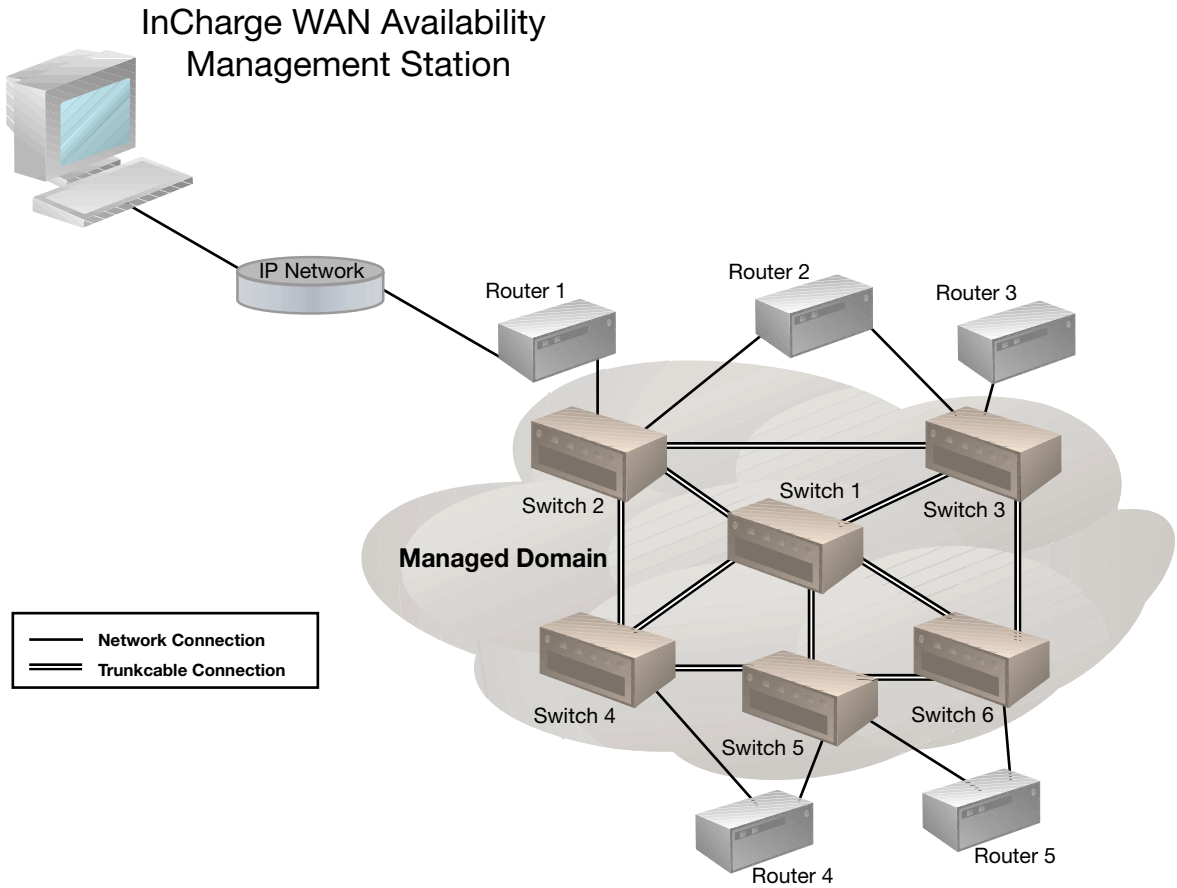 InCharge WAN Availability
Management Station
IP Network
Router 1
Router 2
Router 3
Switch 2
Switch 1
Switch 3
Managed Domain
Network Connection
Trunkcable Connection
Switch 4
Switch 5
Switch 6
Router 4
Router 5